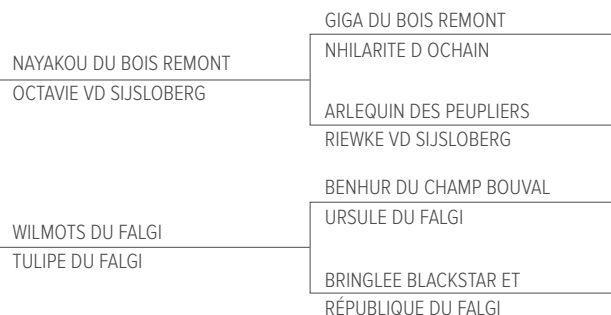 GIGA DU BOIS REMONT
NHILARITE D OCHAIN
NAYAKOU DU BOIS REMONT
OCTAVIE VD SIJSLOBERG
ARLEQUIN DES PEUPLIERS
RIEWKE VD SIJSLOBERG
BENHUR DU CHAMP BOUVAL
URSULE DU FALGI
WILMOTS DU FALGI
TULIPE DU FALGI
BRINGLEE BLACKSTAR ET
RÉPUBLIQUE DU FALGI